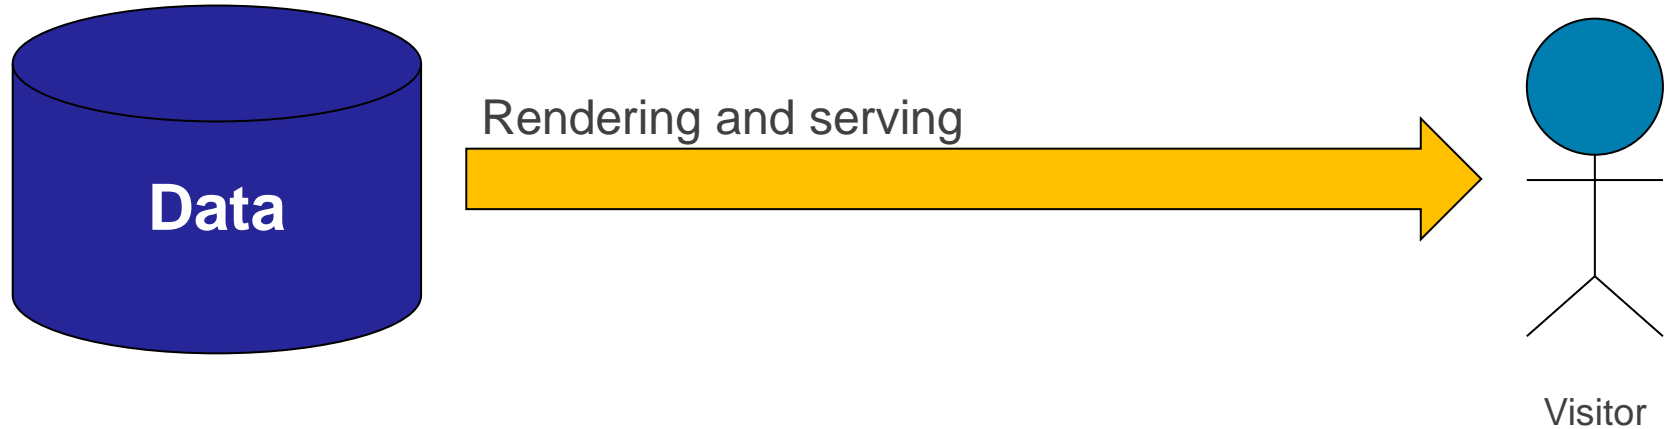 Rendering and serving
Data
Visitor